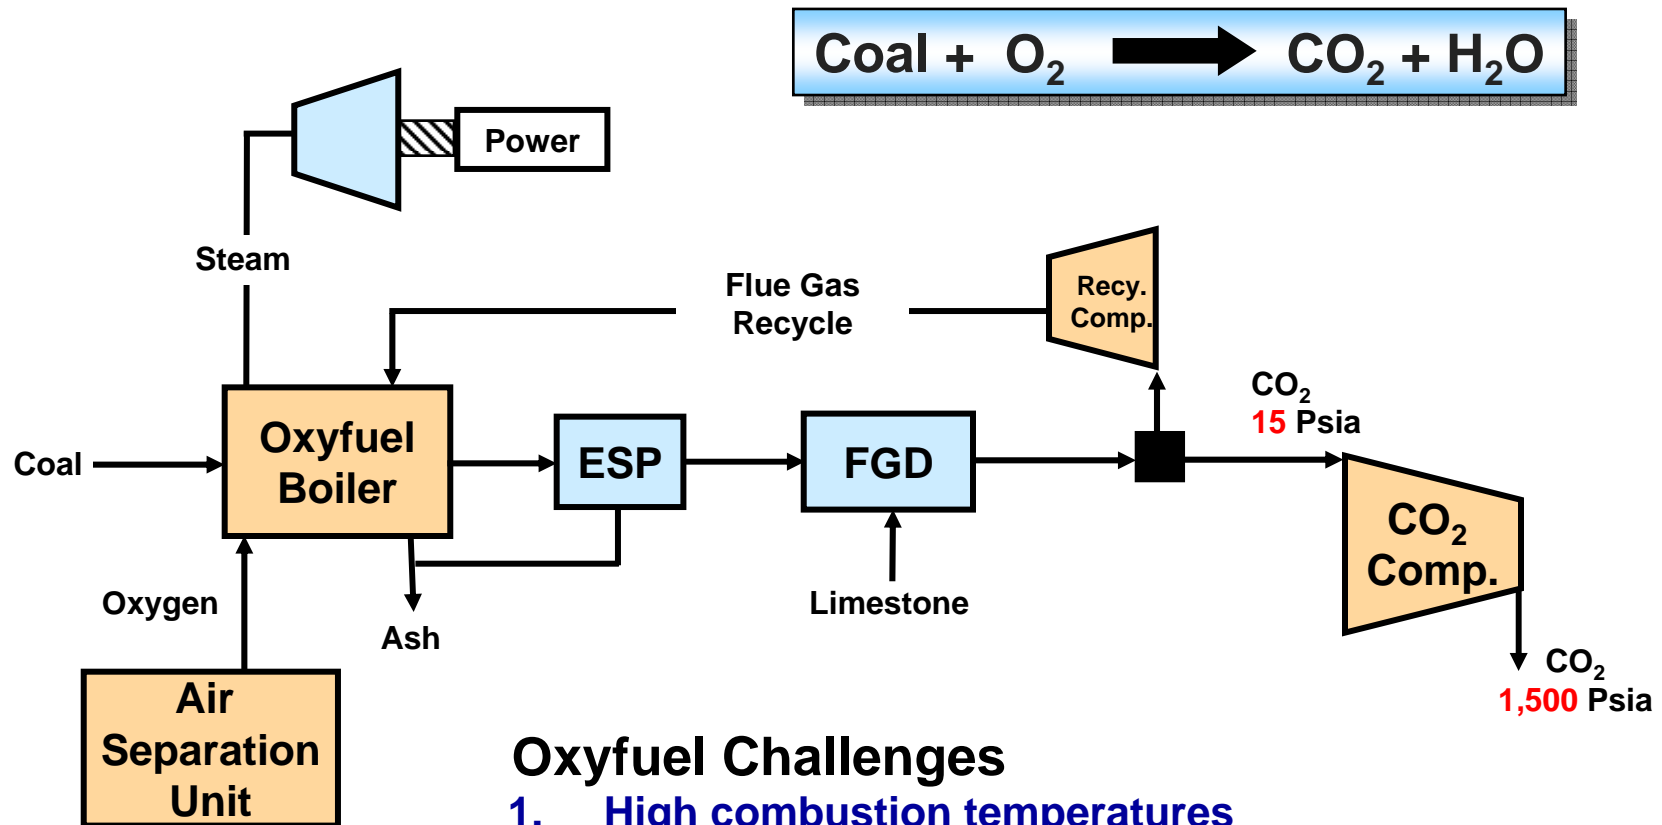 Coal + O₂ → CO₂ + H₂O
Power
Steam
Flue Gas
Recycle
Recy.
Comp.
CO₂
15 Psia
Coal
Oxyfuel
Boiler
ESP
FGD
CO₂
Comp.
Oxygen
Ash
Limestone
CO₂
1,500 Psia
Air
Separation
Unit
Oxyfuel Challenges
1. High combustion temperatures